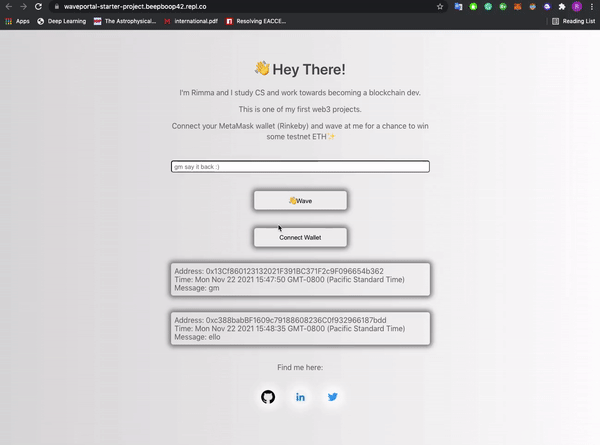 waveportal-starter-project.beepboop42.repl.co
Apps
Deep Learning
The Astrophysical...
international.pdf
Resolving EACCE...
Reading List
👋 Hey There!
I'm Rimma and I study CS and work towards becoming a blockchain dev.
This is one of my first web3 projects.
Connect your MetaMask wallet (Rinkeby) and wave at me for a chance to win
some testnet ETH✨
gm say it back :)
👋Wave
Connect Wallet
Address: 0x13Cf860123132021F391BC371F2c9F096654b362
Time: Mon Nov 22 2021 15:47:50 GMT-0800 (Pacific Standard Time)
Message: gm
Address: 0xc388babBF1609c79188608236C0f932966187bdd
Time: Mon Nov 22 2021 15:48:35 GMT-0800 (Pacific Standard Time)
Message: ello
Find me here:
in